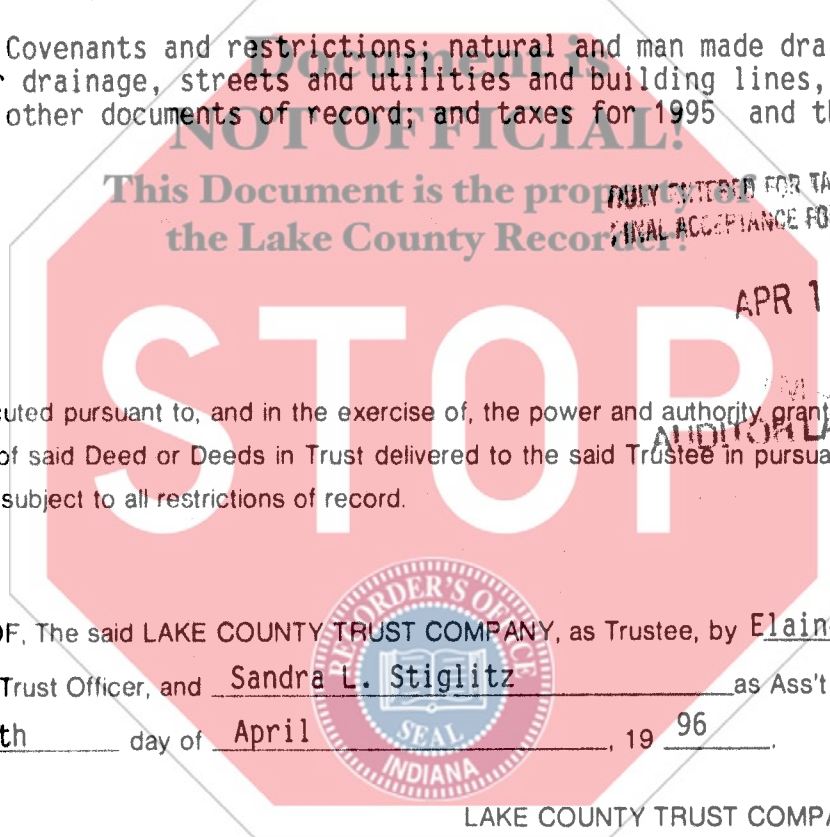 Covenants and restrictions; natural and man made dra
r drainage, streets and utilities and building lines,
other documents of record; and taxes for 1995 and th
Document is
NOT OFFICIAL!
This Document is the property of
the Lake County Recorder!
DULY ENTERED FOR TA
FINAL ACCEPTANCE FO
APR 1
STOP
cuted pursuant to, and in the exercise of, the power and authority grant
of said Deed or Deeds in Trust delivered to the said Trustee in pursua
subject to all restrictions of record.
AUDITOR LA
RECORDER'S OFFICE
SEAL
INDIANA
OF, The said LAKE COUNTY TRUST COMPANY, as Trustee, by Elain
Trust Officer, and Sandra L. Stiglitz as Ass't
th day of April , 19 96 .
LAKE COUNTY TRUST COMPA